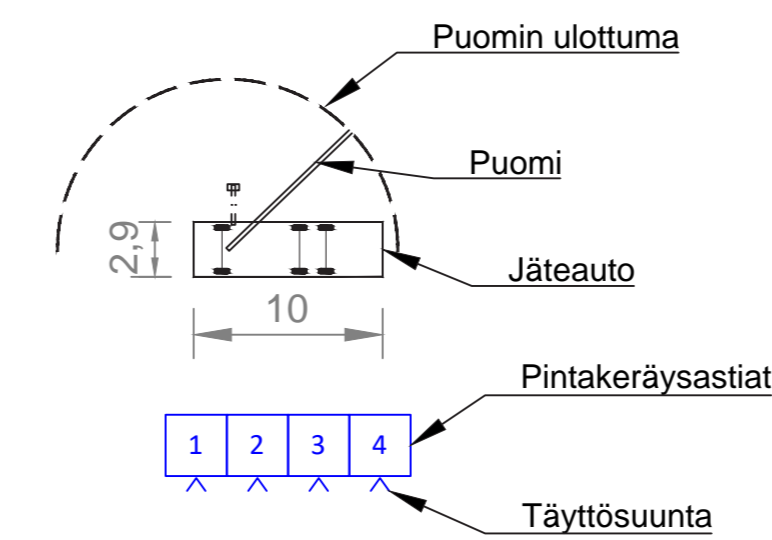 Puomin ulottuma
Puomi
2,9
Jäteauto
10
Pintakeräysastiat
1 2 3 4
Täyttösuunta